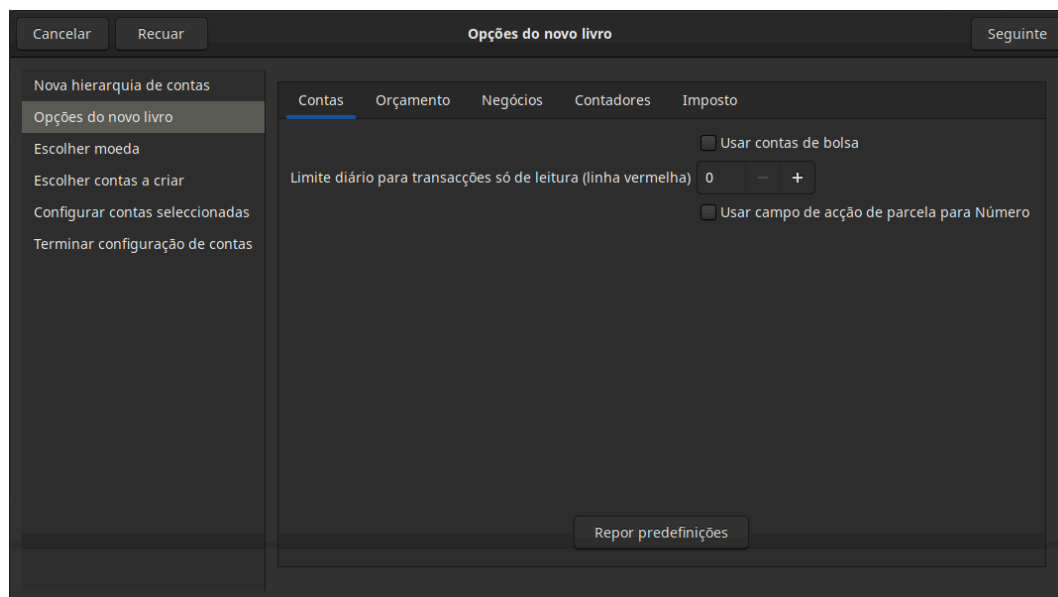 Cancelar Recuar Opções do novo livro Seguinte
Nova hierarquia de contas
Opções do novo livro
Escolher moeda
Escolher contas a criar
Configurar contas seleccionadas
Terminar configuração de contas
Contas Orçamento Negócios Contadores Imposto
Usar contas de bolsa
Limite diário para transacções só de leitura (linha vermelha) 0 − +
Usar campo de acção de parcela para Número
Repor predefinições